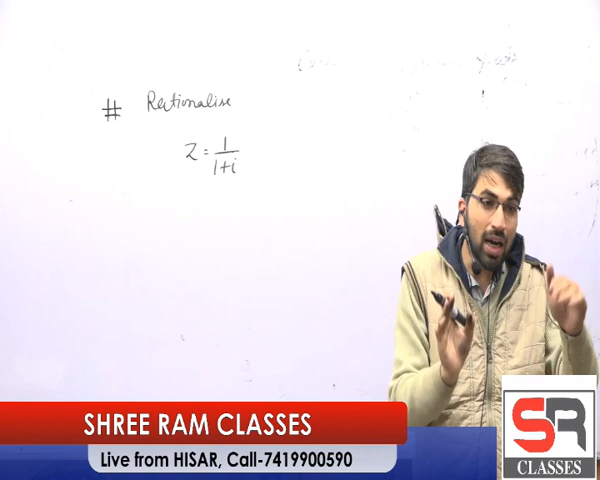 # Rationalise
Z = 1/1+i
SHREE RAM CLASSES
Live from HISAR, Call-7419900590
SR
CLASSES